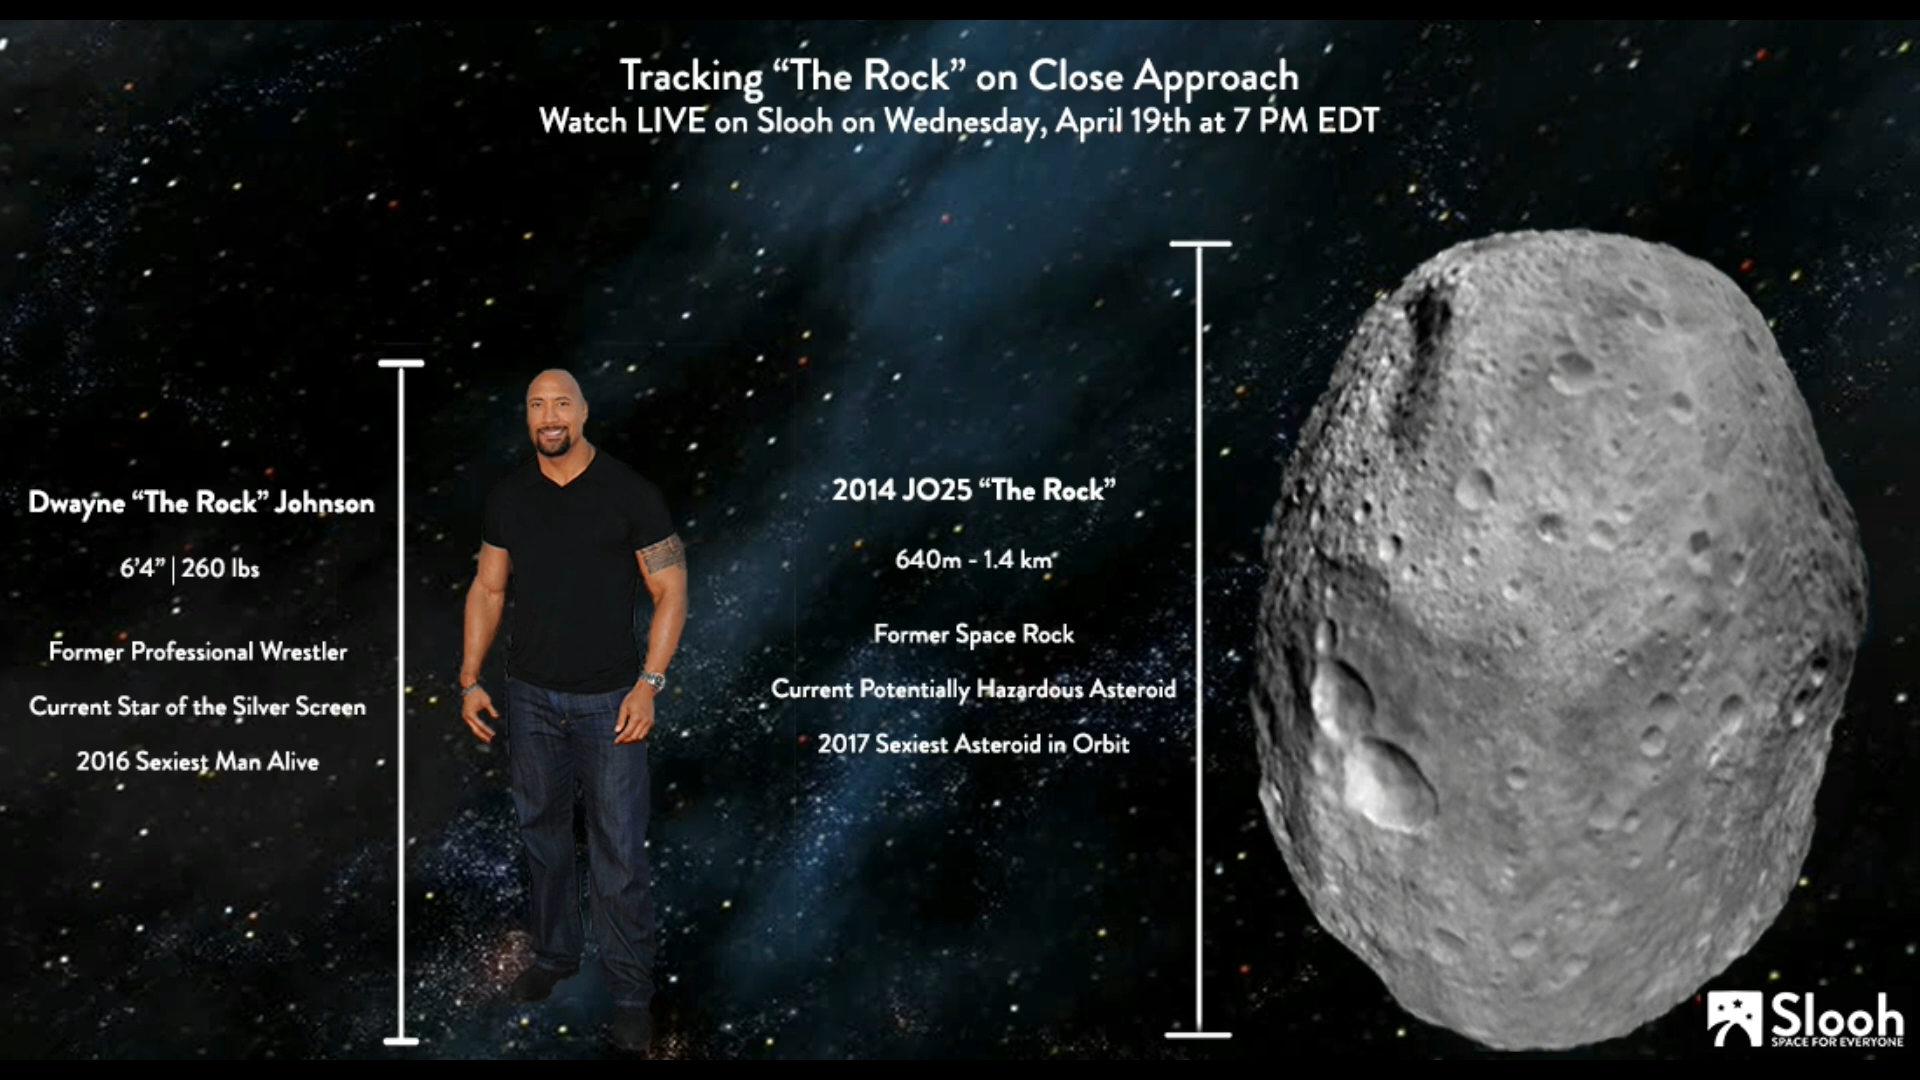 Tracking “The Rock” on Close Approach
Watch LIVE on Slooh on Wednesday, April 19th at 7 PM EDT
Dwayne “The Rock” Johnson
6’4” | 260 lbs
Former Professional Wrestler
Current Star of the Silver Screen
2016 Sexiest Man Alive
2014 JO25 “The Rock”
640m - 1.4 km
Former Space Rock
Current Potentially Hazardous Asteroid
2017 Sexiest Asteroid in Orbit
Slooh
SPACE FOR EVERYONE